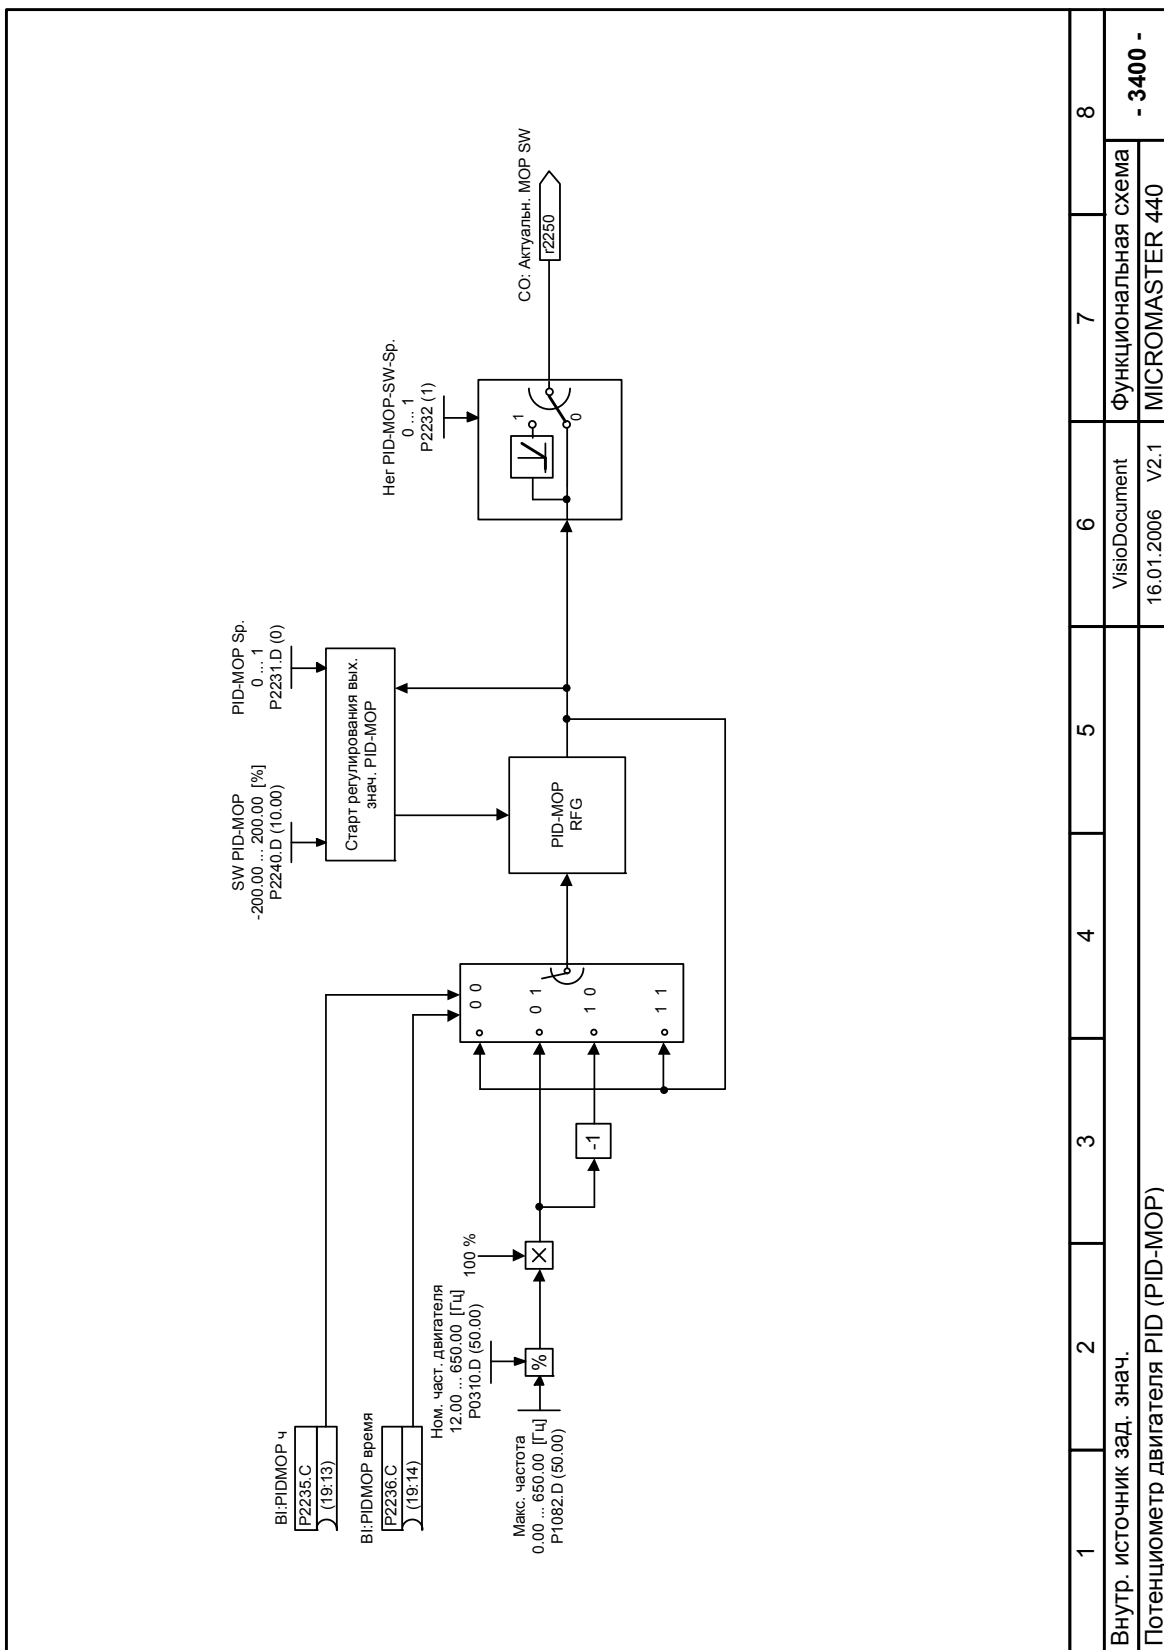 BI:PIDMOP ч
P2235.C
(19:13)
BI:PIDMOP время
P2236.C
(19:14)
Макс. частота
0.00 ... 650.00 [Гц]
P1082.D (50.00)
Ном. част. двигателя
12.00 ... 650.00 [Гц]
P0310.D (50.00)
%
100 %
X
-1
0 0
0 1
1 0
1 1
SW PID-MOP
-200.00 ... 200.00 [%]
P2240.D (10.00)
PID-MOP Sp.
0 ... 1
P2231.D (0)
Старт регулирования вых.
знач. PID-MOP
PID-MOP
RFG
Нег PID-MOP-SW-Sp.
0 ... 1
P2232 (1)
1
0
CO: Актуальн. MOP SW
r2250
1 2 3 4 5 6 7 8
Внутр. источник зад. знач.
VisioDocument
Функциональная схема
- 3400 -
Потенциометр двигателя PID (PID-MOP)
16.01.2006 V2.1
MICROMASTER 440